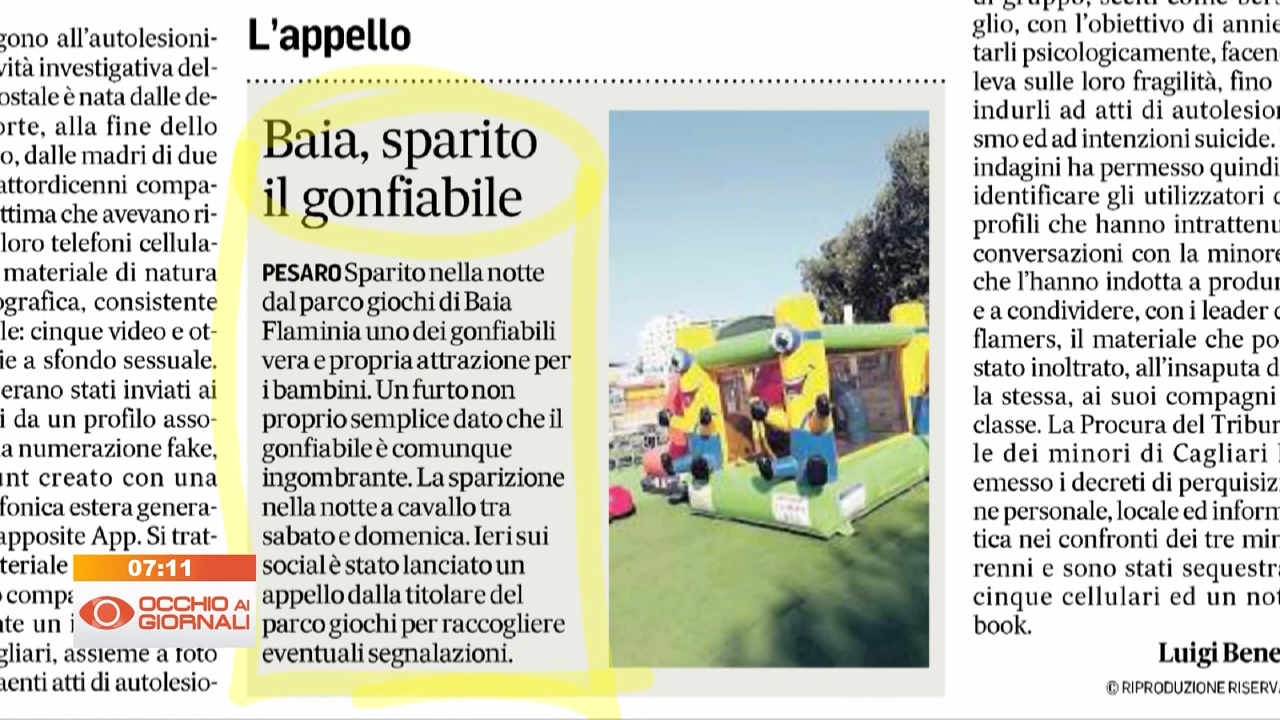 gono all'autolesioni-
vità investigativa del-
ostale è nata dalle de-
orte, alla fine dello
o, dalle madri di due
attordicenni compa-
ttima che avevano ri-
loro telefoni cellula-
materiale di natura
ografica, consistente
le: cinque video e ot-
ie a sfondo sessuale.
erano stati inviati ai
i da un profilo asso-
a numerazione fake,
unt creato con una
fonica estera genera-
apposite App. Si trat-
teriale
compa
nte un i
gliari, assieme a foto
aenti atti di autolesio-
07:11
OCCHIO AI
GIORNALI
L'appello
Baia, sparito
il gonfiabile
PESARO Sparito nella notte
dal parco giochi di Baia
Flaminia uno dei gonfiabili
vera e propria attrazione per
i bambini. Un furto non
proprio semplice dato che il
gonfiabile è comunque
ingombrante. La sparizione
nella notte a cavallo tra
sabato e domenica. Ieri sui
social è stato lanciato un
appello dalla titolare del
parco giochi per raccogliere
eventuali segnalazioni.
glio, con l'obiettivo di annie
tarli psicologicamente, facen
leva sulle loro fragilità, fino
indurli ad atti di autolesion
smo ed ad intenzioni suicide.
indagini ha permesso quindi
identificare gli utilizzatori d
profili che hanno intrattenu
conversazioni con la minore
che l'hanno indotta a produr
e a condividere, con i leader d
flamers, il materiale che po
stato inoltrato, all'insaputa d
la stessa, ai suoi compagni
classe. La Procura del Tribun
le dei minori di Cagliari h
emesso i decreti di perquisizi
ne personale, locale ed inform
tica nei confronti dei tre min
renni e sono stati sequestra
cinque cellulari ed un not
book.
Luigi Bene
© RIPRODUZIONE RISERVA